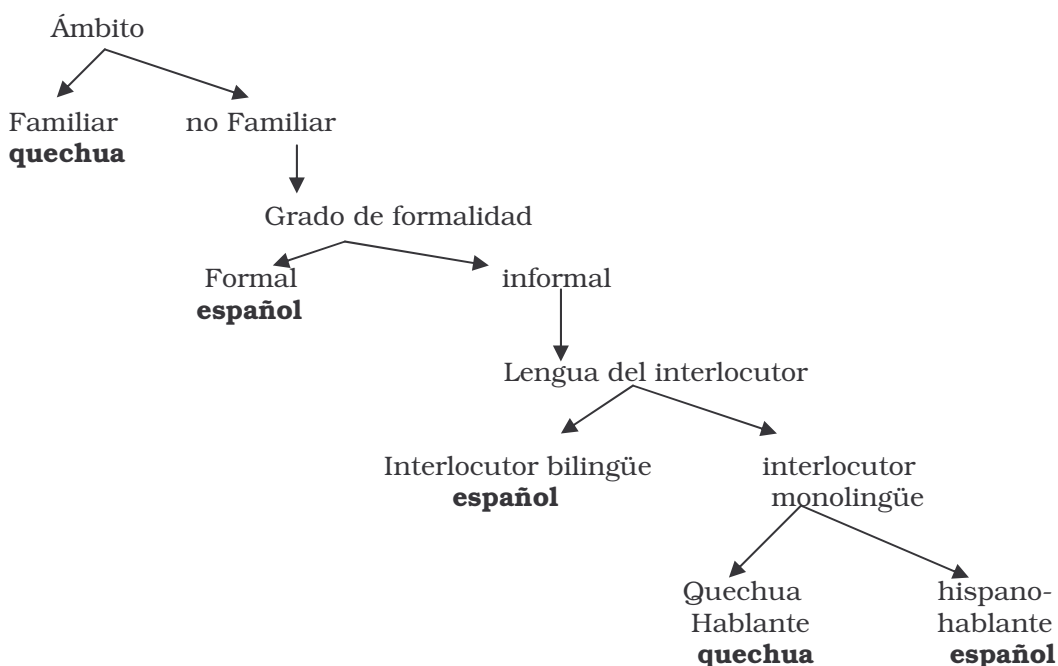 Ámbito
Familiar no Familiar
quechua
Grado de formalidad
Formal informal
español
Lengua del interlocutor
Interlocutor bilingüe interlocutor
español monolingüe
Quechua hispano-
Hablante hablante
quechua español